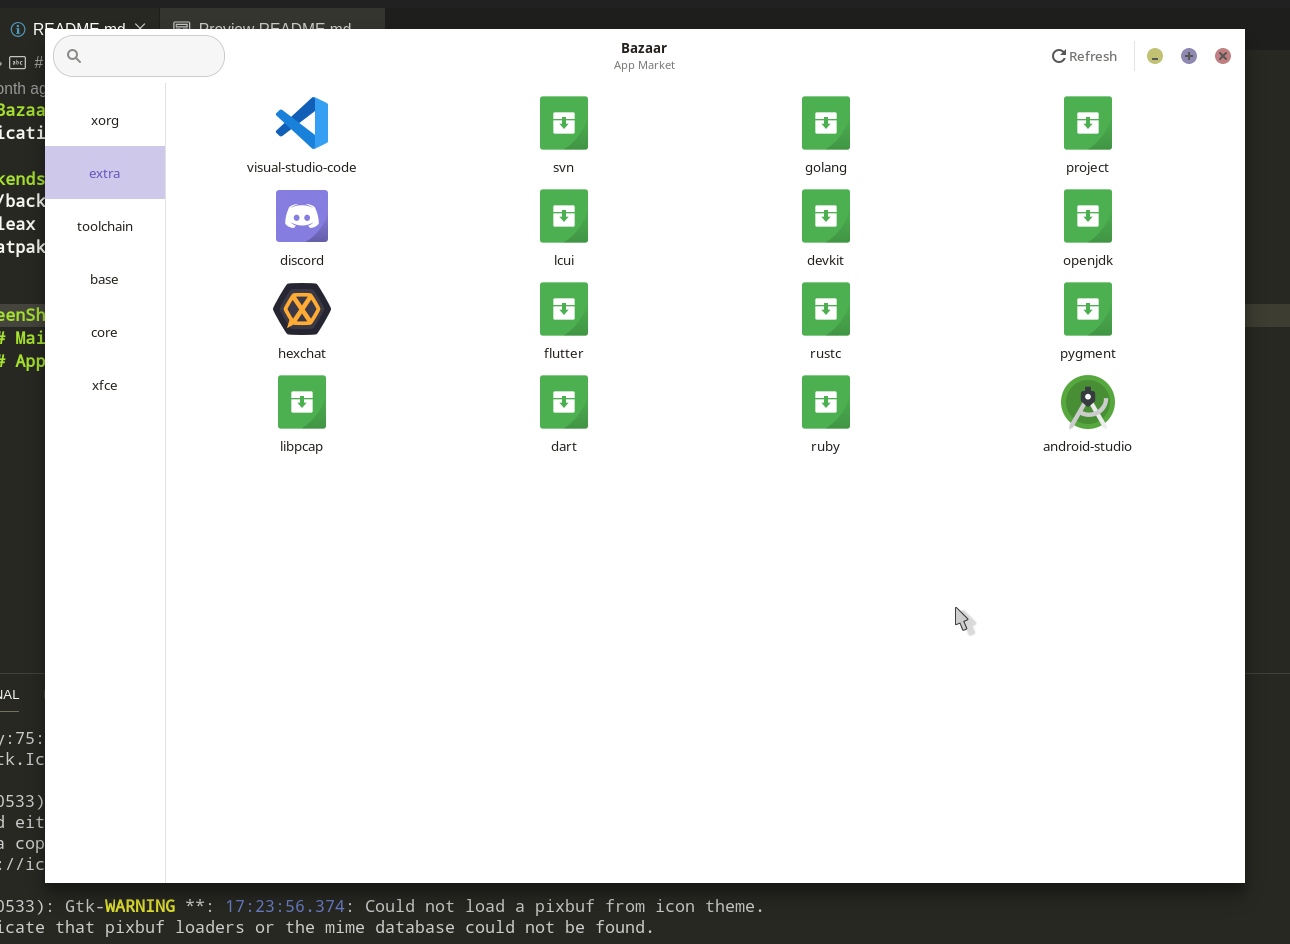 README.md
Preview README.md
Bazaar
App Market
Refresh
#
onth ag
Bazaa
icati
kends
/back
leax
atpak
eenSh
# Mai
# App
xorg
extra
toolchain
base
core
xfce
visual-studio-code
svn
golang
project
discord
lcui
devkit
openjdk
hexchat
flutter
rustc
pygment
libpcap
dart
ruby
android-studio
NAL
y:75:
tk.Ic
0533)
d eit
a cop
://ic
0533): Gtk-WARNING **: 17:23:56.374: Could not load a pixbuf from icon theme.
icate that pixbuf loaders or the mime database could not be found.